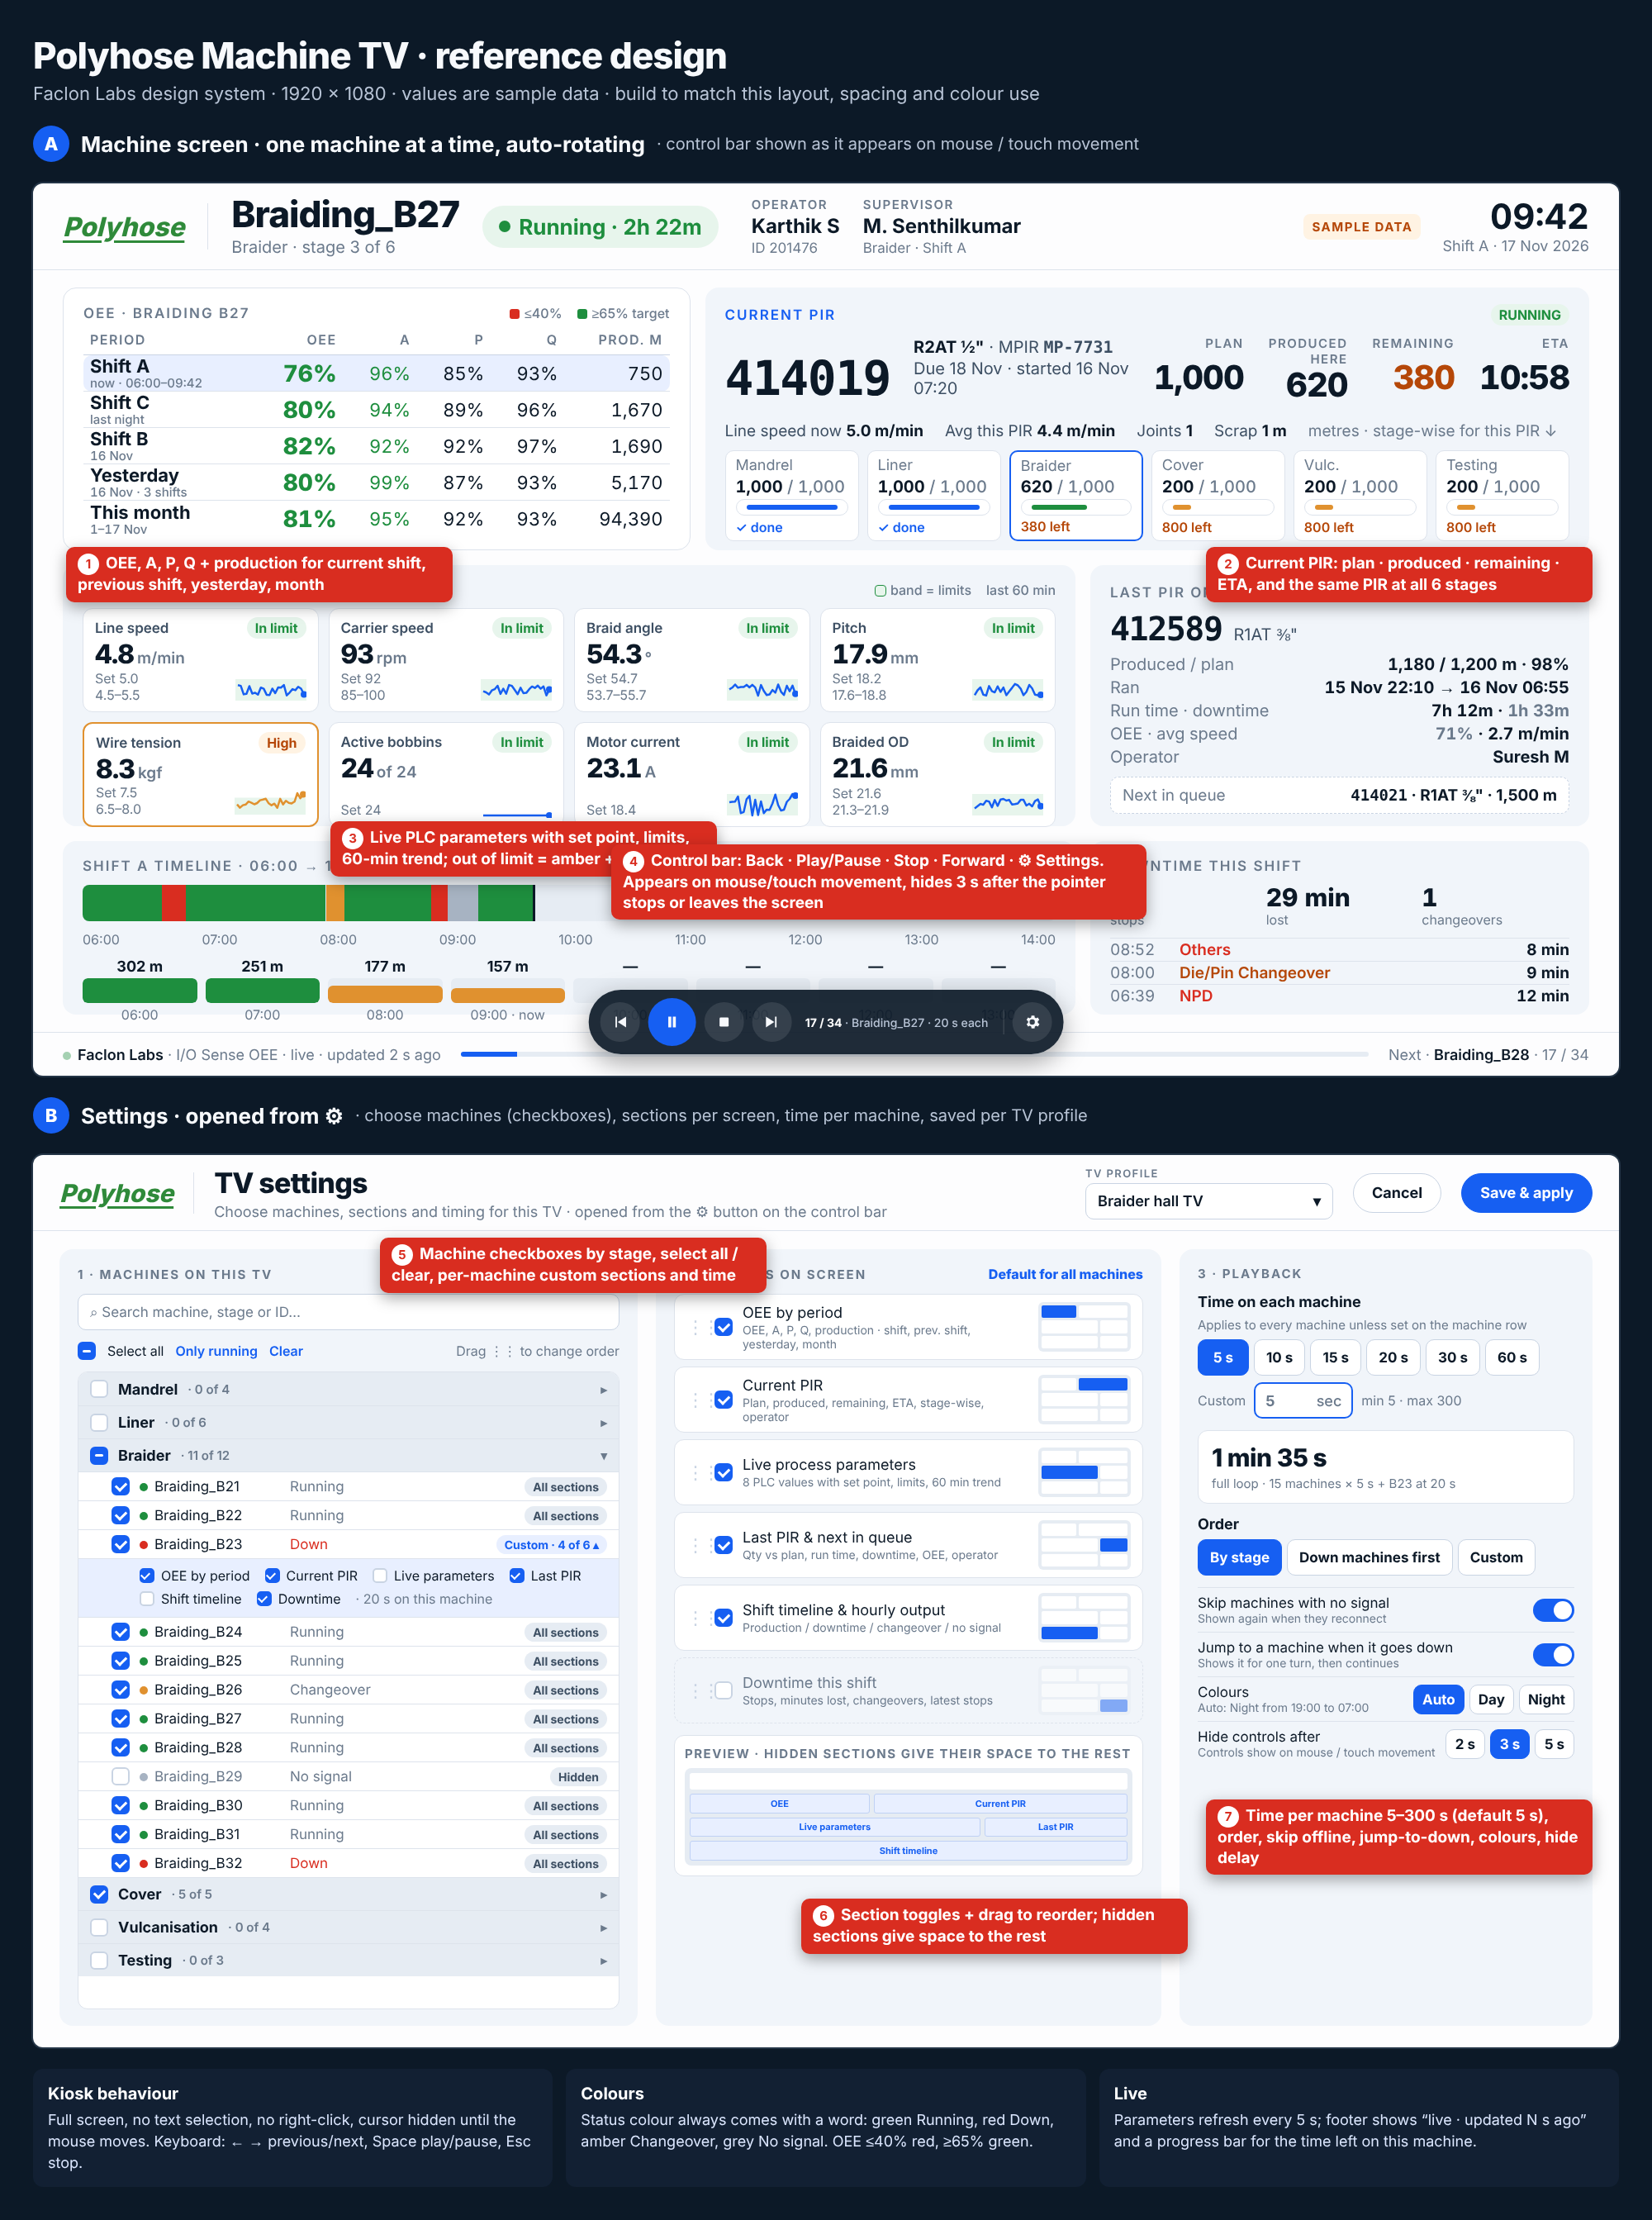 Polyhose Machine TV · reference design
Faclon Labs design system · 1920 × 1080 · values are sample data · build to match this layout, spacing and colour use
A Machine screen · one machine at a time, auto-rotating · control bar shown as it appears on mouse / touch movement
Polyhose
Braiding_B27
Braider · stage 3 of 6
Running · 2h 22m
OPERATOR
Karthik S
ID 201476
SUPERVISOR
M. Senthilkumar
Braider · Shift A
SAMPLE DATA
09:42
Shift A · 17 Nov 2026
OEE · BRAIDING B27 ≤40% ≥65% target
PERIOD OEE A P Q PROD. M
Shift A 76% 96% 85% 93% 750
now · 06:00–09:42
Shift C 80% 94% 89% 96% 1,670
last night
Shift B 82% 92% 92% 97% 1,690
16 Nov
Yesterday 80% 99% 87% 93% 5,170
16 Nov · 3 shifts
This month 81% 95% 92% 93% 94,390
1–17 Nov
CURRENT PIR RUNNING
414019
R2AT ½" · MPIR MP-7731
Due 18 Nov · started 16 Nov
07:20
PLAN
1,000
PRODUCED
HERE
620
REMAINING
380
ETA
10:58
Line speed now 5.0 m/min Avg this PIR 4.4 m/min Joints 1 Scrap 1 m metres · stage-wise for this PIR ↓
Mandrel
1,000 / 1,000
✓ done
Liner
1,000 / 1,000
✓ done
Braider
620 / 1,000
380 left
Cover
200 / 1,000
800 left
Vulc.
200 / 1,000
800 left
Testing
200 / 1,000
800 left
1 OEE, A, P, Q + production for current shift,
previous shift, yesterday, month
2 Current PIR: plan · produced · remaining ·
ETA, and the same PIR at all 6 stages
band = limits last 60 min
Line speed In limit
4.8 m/min
Set 5.0
4.5–5.5
Carrier speed In limit
93 rpm
Set 92
85–100
Braid angle In limit
54.3 °
Set 54.7
53.7–55.7
Pitch In limit
17.9 mm
Set 18.2
17.6–18.8
Wire tension High
8.3 kgf
Set 7.5
6.5–8.0
Active bobbins In limit
24 of 24
Set 24
Motor current In limit
23.1 A
Set 18.4
Braided OD In limit
21.6 mm
Set 21.6
21.3–21.9
LAST PIR
412589 R1AT ⅜"
Produced / plan 1,180 / 1,200 m · 98%
Ran 15 Nov 22:10 → 16 Nov 06:55
Run time · downtime 7h 12m · 1h 33m
OEE · avg speed 71% · 2.7 m/min
Operator Suresh M
Next in queue 414021 · R1AT ⅜" · 1,500 m
3 Live PLC parameters with set point, limits,
60-min trend; out of limit = amber +
4 Control bar: Back · Play/Pause · Stop · Forward · ⚙ Settings.
Appears on mouse/touch movement, hides 3 s after the pointer
stops or leaves the screen
SHIFT A TIMELINE · 06:00 →
06:00 07:00 08:00 09:00 10:00 11:00 12:00 13:00 14:00
302 m 251 m 177 m 157 m — — — —
06:00 07:00 08:00 09:00 · now
THIS SHIFT
stops
29 min
lost
1
changeovers
08:52 Others 8 min
08:00 Die/Pin Changeover 9 min
06:39 NPD 12 min
17 / 34 · Braiding_B27 · 20 s each
Faclon Labs · I/O Sense OEE · live · updated 2 s ago
Next · Braiding_B28 · 17 / 34
B Settings · opened from ⚙ · choose machines (checkboxes), sections per screen, time per machine, saved per TV profile
Polyhose
TV settings
Choose machines, sections and timing for this TV · opened from the ⚙ button on the control bar
TV PROFILE
Braider hall TV ▾
Cancel
Save & apply
5 Machine checkboxes by stage, select all /
clear, per-machine custom sections and time
1 · MACHINES ON THIS TV
⌕ Search machine, stage or ID...
Select all Only running Clear Drag ⋮⋮ to change order
Mandrel · 0 of 4 ▸
Liner · 0 of 6 ▸
Braider · 11 of 12 ▾
Braiding_B21 Running All sections
Braiding_B22 Running All sections
Braiding_B23 Down Custom · 4 of 6 ▴
OEE by period Current PIR Live parameters Last PIR
Shift timeline Downtime · 20 s on this machine
Braiding_B24 Running All sections
Braiding_B25 Running All sections
Braiding_B26 Changeover All sections
Braiding_B27 Running All sections
Braiding_B28 Running All sections
Braiding_B29 No signal Hidden
Braiding_B30 Running All sections
Braiding_B31 Running All sections
Braiding_B32 Down All sections
Cover · 5 of 5 ▸
Vulcanisation · 0 of 4 ▸
Testing · 0 of 3 ▸
ON SCREEN Default for all machines
OEE by period
OEE, A, P, Q, production · shift, prev. shift,
yesterday, month
Current PIR
Plan, produced, remaining, ETA, stage-wise,
operator
Live process parameters
8 PLC values with set point, limits, 60 min trend
Last PIR & next in queue
Qty vs plan, run time, downtime, OEE, operator
Shift timeline & hourly output
Production / downtime / changeover / no signal
Downtime this shift
Stops, minutes lost, changeovers, latest stops
PREVIEW · HIDDEN SECTIONS GIVE THEIR SPACE TO THE REST
OEE Current PIR
Live parameters Last PIR
Shift timeline
6 Section toggles + drag to reorder; hidden
sections give space to the rest
3 · PLAYBACK
Time on each machine
Applies to every machine unless set on the machine row
5 s 10 s 15 s 20 s 30 s 60 s
Custom 5 sec min 5 · max 300
1 min 35 s
full loop · 15 machines × 5 s + B23 at 20 s
Order
By stage Down machines first Custom
Skip machines with no signal
Shown again when they reconnect
Jump to a machine when it goes down
Shows it for one turn, then continues
Colours
Auto: Night from 19:00 to 07:00
Auto Day Night
Hide controls after
Controls show on mouse / touch movement
2 s 3 s 5 s
7 Time per machine 5–300 s (default 5 s),
order, skip offline, jump-to-down, colours, hide
delay
Kiosk behaviour
Full screen, no text selection, no right-click, cursor hidden until the
mouse moves. Keyboard: ← → previous/next, Space play/pause, Esc
stop.
Colours
Status colour always comes with a word: green Running, red Down,
amber Changeover, grey No signal. OEE ≤40% red, ≥65% green.
Live
Parameters refresh every 5 s; footer shows “live · updated N s ago”
and a progress bar for the time left on this machine.